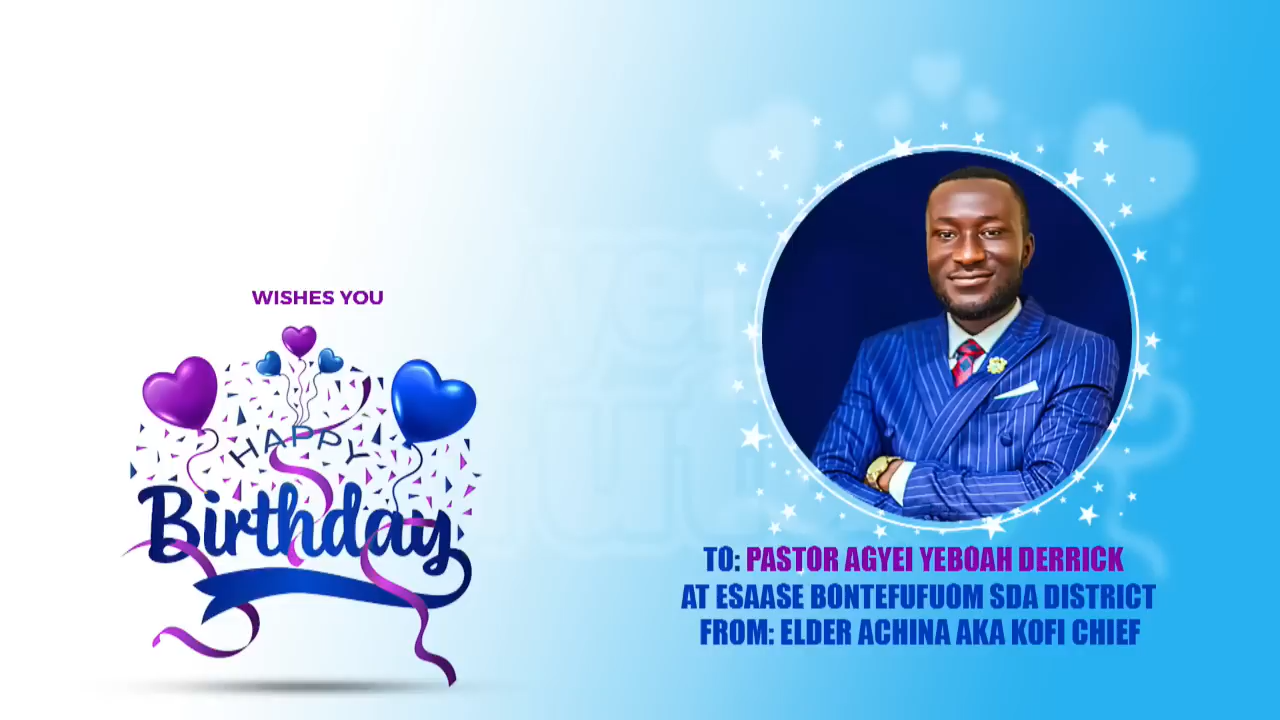 WISHES YOU
HAPPY
Birthday
TO: PASTOR AGYEI YEBOAH DERRICK
AT ESAASE BONTEFUFUOM SDA DISTRICT
FROM: ELDER ACHINA AKA KOFI CHIEF